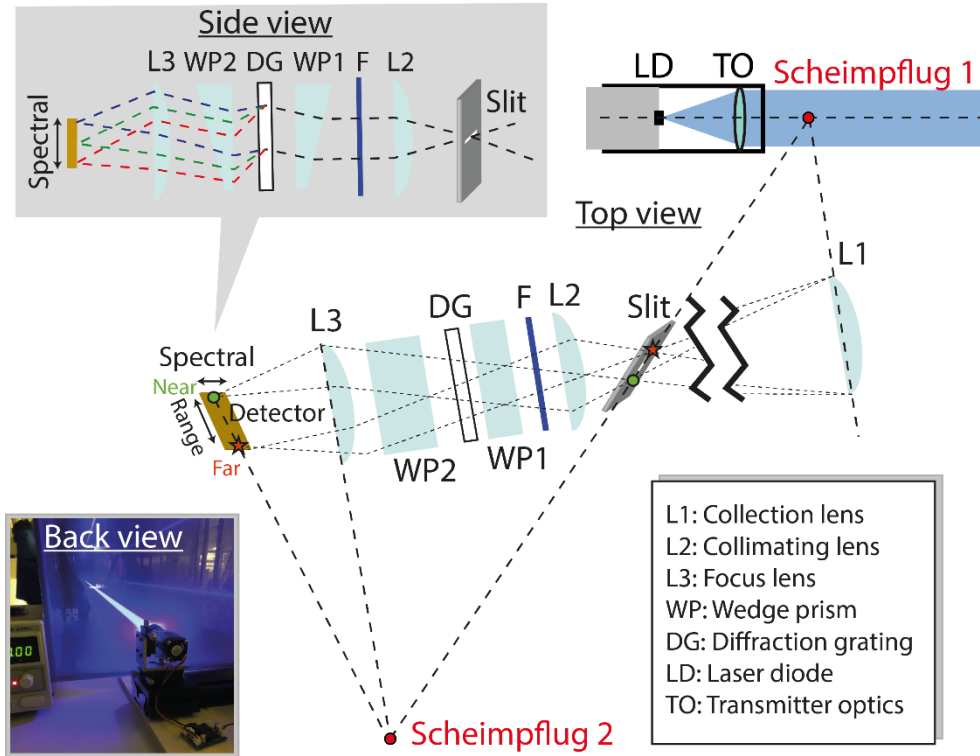 Side view
L3 WP2 DG WP1 F L2
Slit
Spectral
LD TO
Scheimpflug 1
Top view
L1
Slit
L2
F
DG
L3
WP1
WP2
Spectral
Near
Range
Detector
Far
Back view
.00
Scheimpflug 2
L1: Collection lens
L2: Collimating lens
L3: Focus lens
WP: Wedge prism
DG: Diffraction grating
LD: Laser diode
TO: Transmitter optics